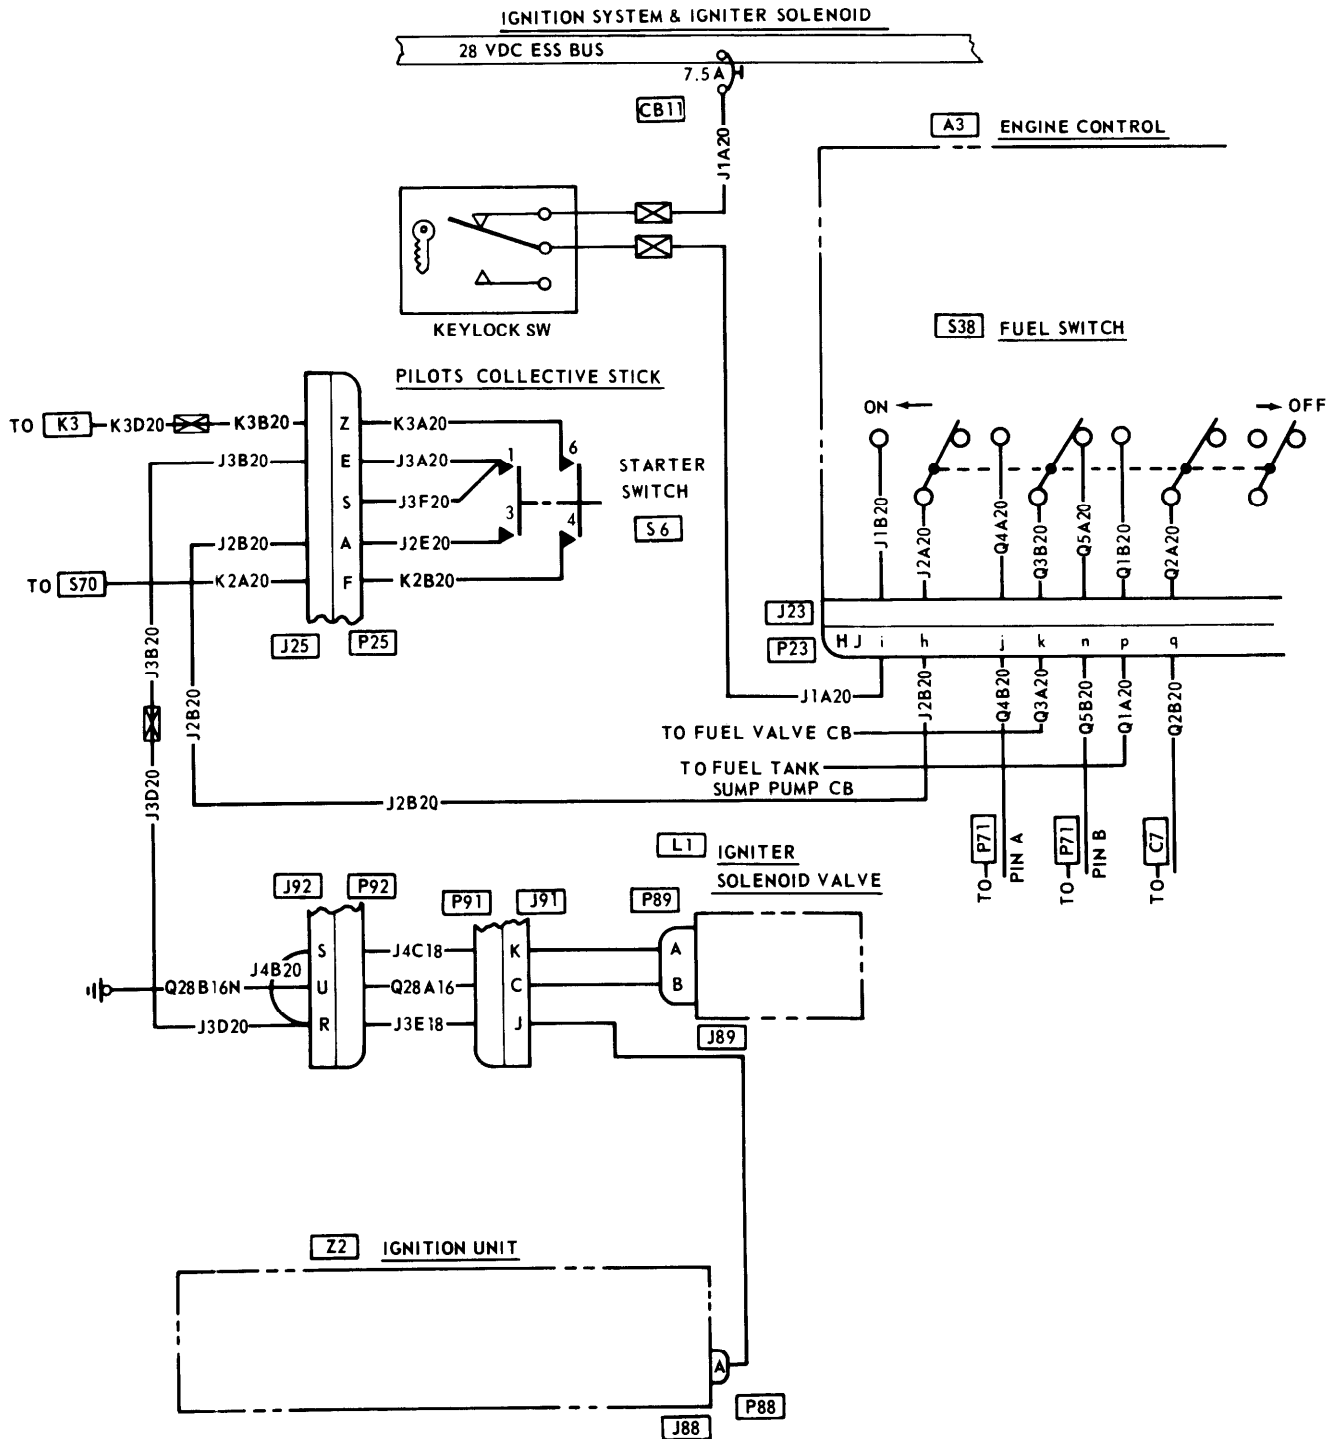 IGNITION SYSTEM & IGNITER SOLENOID
28 VDC ESS BUS
7.5 A
CB11
J1A20
A3 ENGINE CONTROL
KEYLOCK SW
S38 FUEL SWITCH
PILOTS COLLECTIVE STICK
ON
OFF
TO K3 K3D20 K3B20 Z K3A20 6
J3B20 E J3A20 1
STARTER
SWITCH
S J3F20
3 4
S6
J2B20 A J2E20
TO S70 K2A20 F K2B20
J1B20
J2A20
Q4A20
Q3B20
Q5A20
Q1B20
Q2A20
J23
P23 H J i h j k n p q
J25 P25
J3B20
J2B20
J1A20
J2B20
Q4B20
Q3A20
Q5B20
Q1A20
Q2B20
TO FUEL VALVE CB
TO FUEL TANK
SUMP PUMP CB
J3D20
J2B20
TO P71
PIN A
TO P71
PIN B
TO C7
L1 IGNITER
SOLENOID VALVE
J92 P92 P91 J91 P89
S J4C18 K A
J4B20
Q28B16N U Q28A16 C B
J3D20 R J3E18 J
J89
Z2 IGNITION UNIT
A
P88
J88